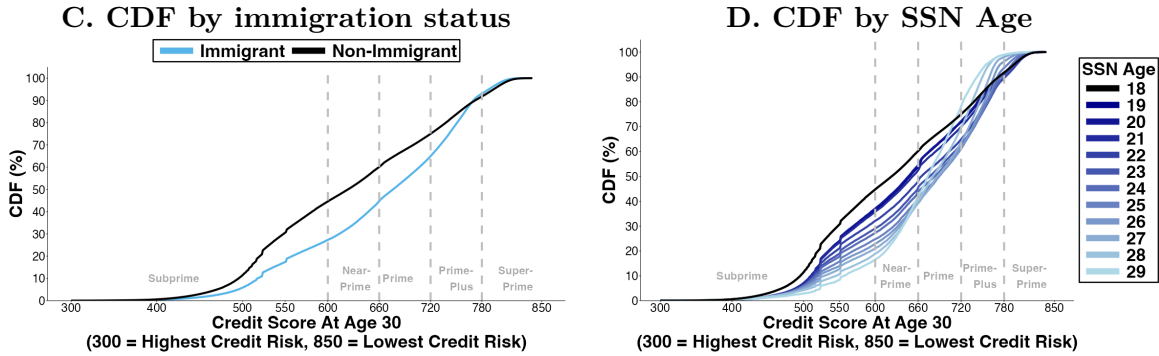 C. CDF by immigration status
Immigrant Non-Immigrant
100
90
80
70
60
50
40
30
20
10
0
CDF (%)
Subprime
Near-
Prime
Prime
Prime-
Plus
Super-
Prime
300 400 500 550 600 660 720 780 850
Credit Score At Age 30
(300 = Highest Credit Risk, 850 = Lowest Credit Risk)
D. CDF by SSN Age
100
90
80
70
60
50
40
30
20
10
0
CDF (%)
Subprime
Near-
Prime
Prime
Prime-
Plus
Super-
Prime
300 400 500 550 600 660 720 780 850
Credit Score At Age 30
(300 = Highest Credit Risk, 850 = Lowest Credit Risk)
SSN Age
18
19
20
21
22
23
24
25
26
27
28
29